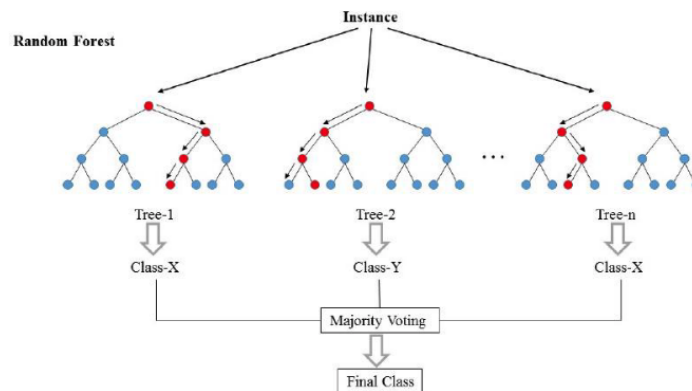 Instance
Random Forest
...
Tree-1 Tree-2 Tree-n
Class-X Class-Y Class-X
Majority Voting
Final Class